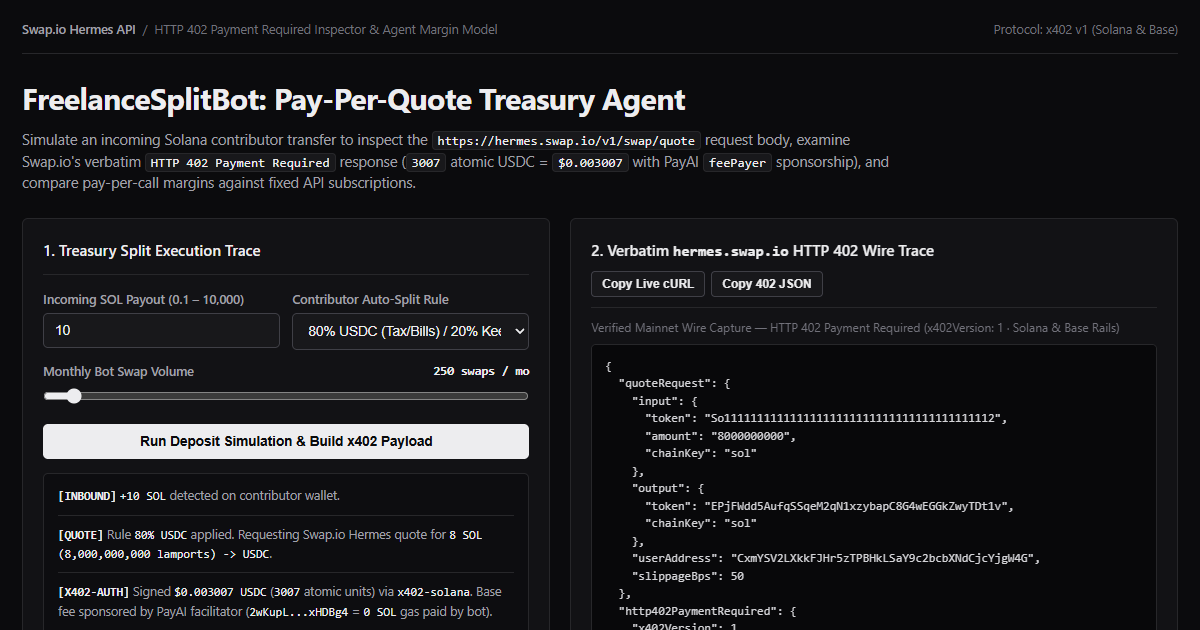 Swap.io Hermes API / HTTP 402 Payment Required Inspector & Agent Margin Model
Protocol: x402 v1 (Solana & Base)
FreelanceSplitBot: Pay-Per-Quote Treasury Agent
Simulate an incoming Solana contributor transfer to inspect the https://hermes.swap.io/v1/swap/quote request body, examine
Swap.io's verbatim HTTP 402 Payment Required response ( 3007 atomic USDC = $0.003007 with PayAI feePayer sponsorship), and
compare pay-per-call margins against fixed API subscriptions.
1. Treasury Split Execution Trace
Incoming SOL Payout (0.1 – 10,000)
Contributor Auto-Split Rule
10
80% USDC (Tax/Bills) / 20% Kee
Monthly Bot Swap Volume
250 swaps / mo
Run Deposit Simulation & Build x402 Payload
[INBOUND] +10 SOL detected on contributor wallet.
[QUOTE] Rule 80% USDC applied. Requesting Swap.io Hermes quote for 8 SOL
(8,000,000,000 lamports) -> USDC.
[X402-AUTH] Signed $0.003007 USDC (3007 atomic units) via x402-solana. Base
fee sponsored by PayAI facilitator (2wKupL...xHDBg4 = 0 SOL gas paid by bot).
2. Verbatim hermes.swap.io HTTP 402 Wire Trace
Copy Live cURL
Copy 402 JSON
Verified Mainnet Wire Capture — HTTP 402 Payment Required (x402Version: 1 · Solana & Base Rails)
{
"quoteRequest": {
"input": {
"token": "So11111111111111111111111111111111111111112",
"amount": "8000000000",
"chainKey": "sol"
},
"output": {
"token": "EPjFWdd5AufqSSqeM2qN1xzybapC8G4wEGGkZwyTDt1v",
"chainKey": "sol"
},
"userAddress": "CxmYSV2LXkkFJHr5zTPBHkLSaY9c2bcbXNdCjcYjgW4G",
"slippageBps": 50
},
"http402PaymentRequired": {
"x402Version": 1